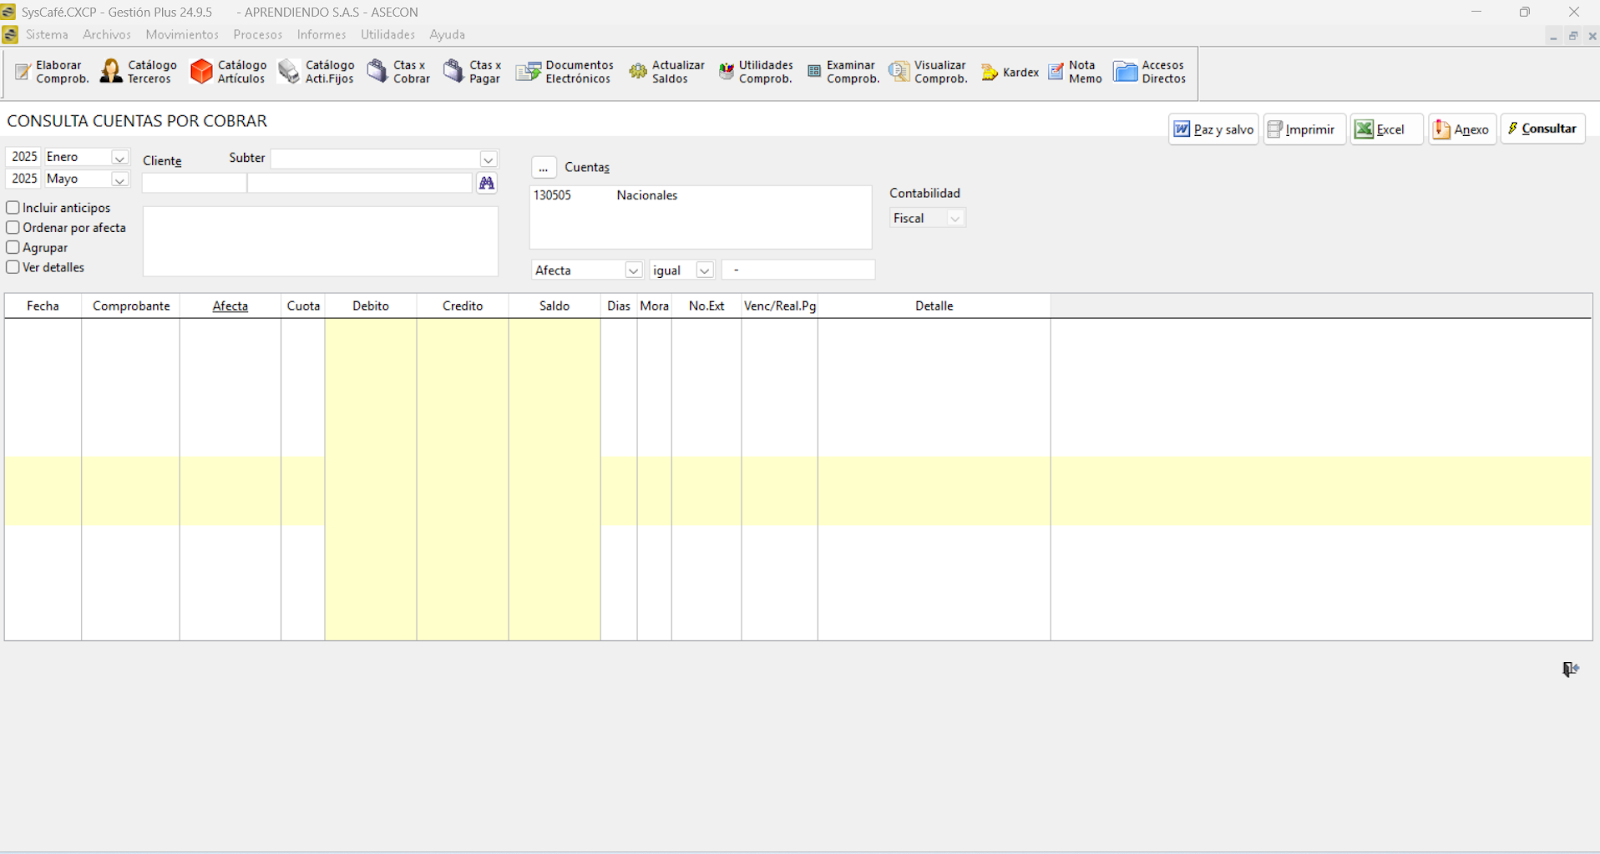 SysCafé.CXCP - Gestión Plus 24.9.5 - APRENDIENDO S.A.S - ASECON
Sistema Archivos Movimientos Procesos Informes Utilidades Ayuda
Elaborar Comprob.
Catálogo Terceros
Catálogo Artículos
Catálogo Acti.Fijos
Ctas x Cobrar
Ctas x Pagar
Documentos Electrónicos
Actualizar Saldos
Utilidades Comprob.
Examinar Comprob.
Visualizar Comprob.
Kardex
Nota Memo
Accesos Directos
CONSULTA CUENTAS POR COBRAR
Paz y salvo Imprimir Excel Anexo Consultar
2025 Enero
2025 Mayo
Cliente Subter
... Cuentas
130505 Nacionales
Contabilidad
Fiscal
Incluir anticipos
Ordenar por afecta
Agrupar
Ver detalles
Afecta igual -
Fecha Comprobante Afecta Cuota Debito Credito Saldo Dias Mora No.Ext Venc/Real.Pg Detalle